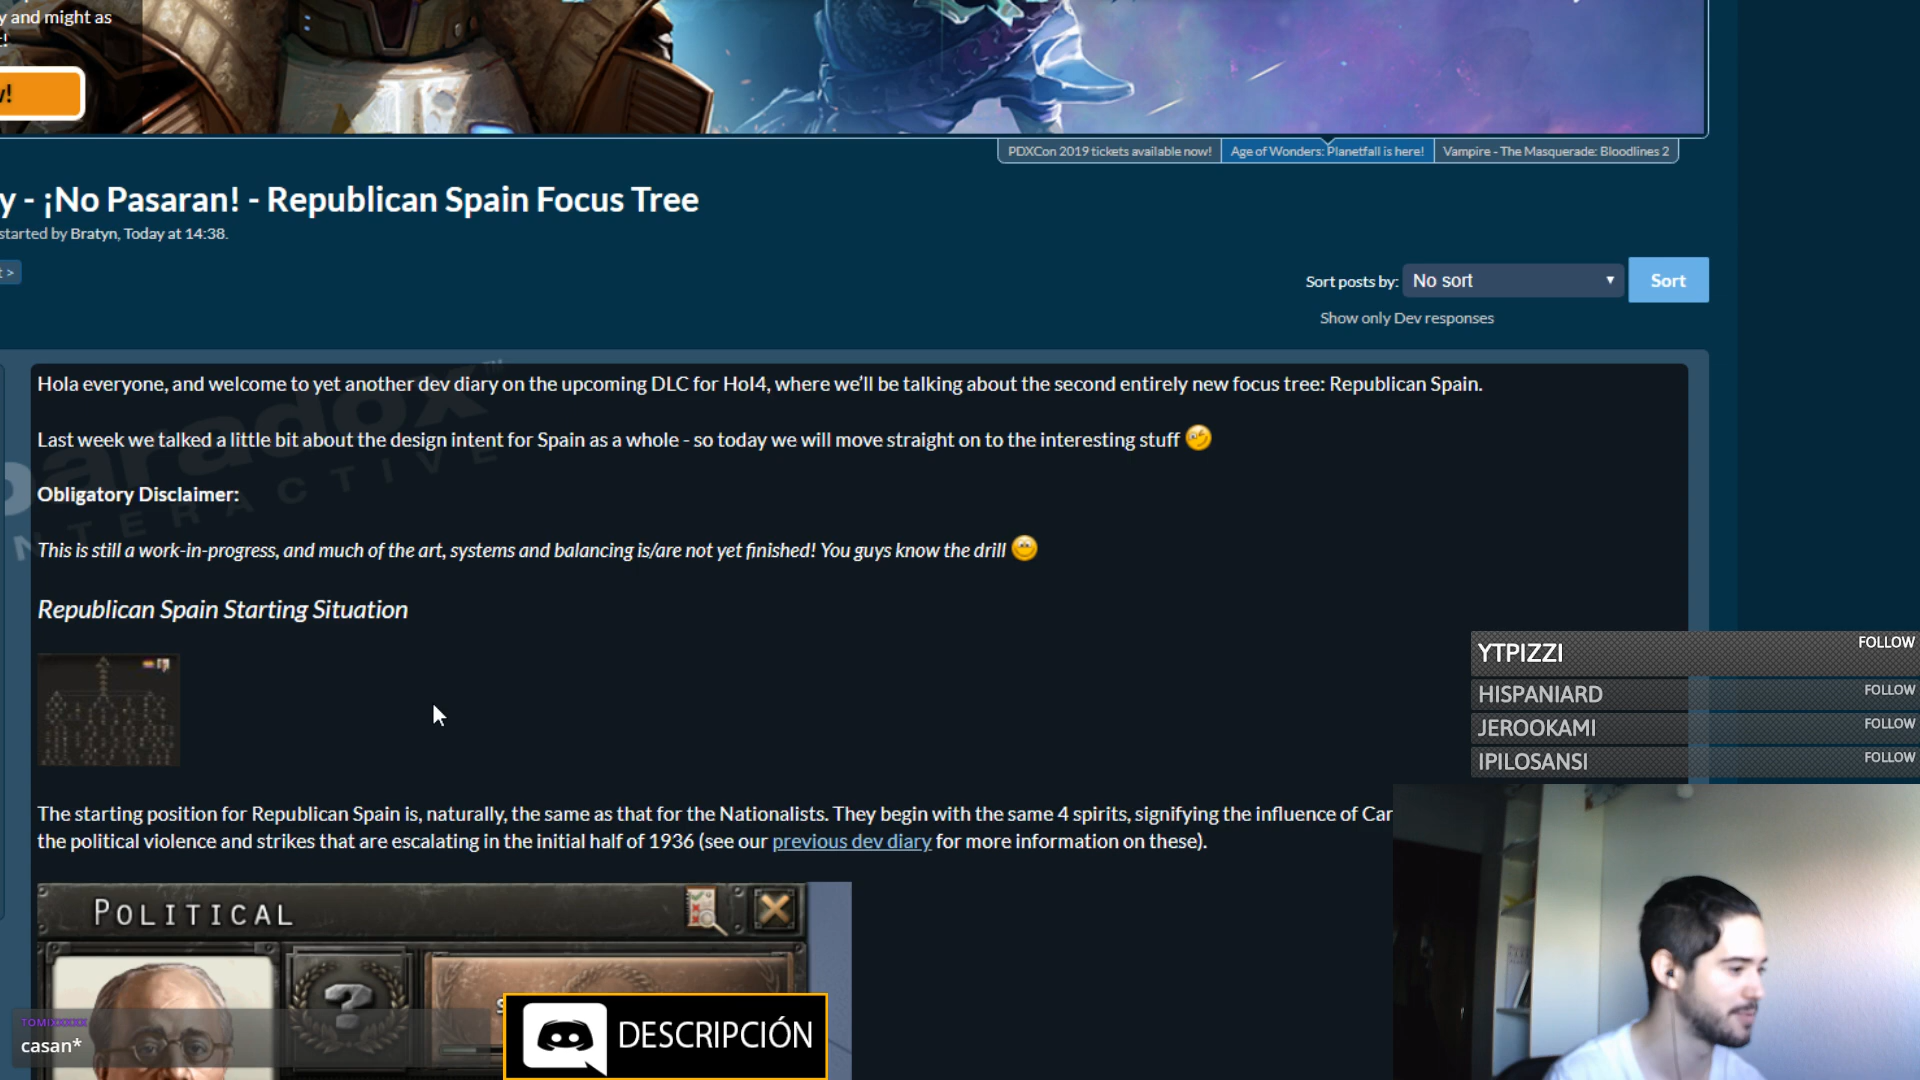 y and might as
t!
w!
PDXCon 2019 tickets available now!
Age of Wonders: Planetfall is here!
Vampire - The Masquerade: Bloodlines 2
y - ¡No Pasaran! - Republican Spain Focus Tree
started by Bratyn, Today at 14:38.
t >
Sort posts by: No sort
Sort
Show only Dev responses
paradox
INTERACTIVE
Hola everyone, and welcome to yet another dev diary on the upcoming DLC for HoI4, where we'll be talking about the second entirely new focus tree: Republican Spain.
Last week we talked a little bit about the design intent for Spain as a whole - so today we will move straight on to the interesting stuff
Obligatory Disclaimer:
This is still a work-in-progress, and much of the art, systems and balancing is/are not yet finished! You guys know the drill
Republican Spain Starting Situation
YTPIZZI FOLLOW
HISPANIARD FOLLOW
JEROOKAMI FOLLOW
IPILOSANSI FOLLOW
The starting position for Republican Spain is, naturally, the same as that for the Nationalists. They begin with the same 4 spirits, signifying the influence of Car
the political violence and strikes that are escalating in the initial half of 1936 (see our previous dev diary for more information on these).
POLITICAL
casan*
DESCRIPCIÓN